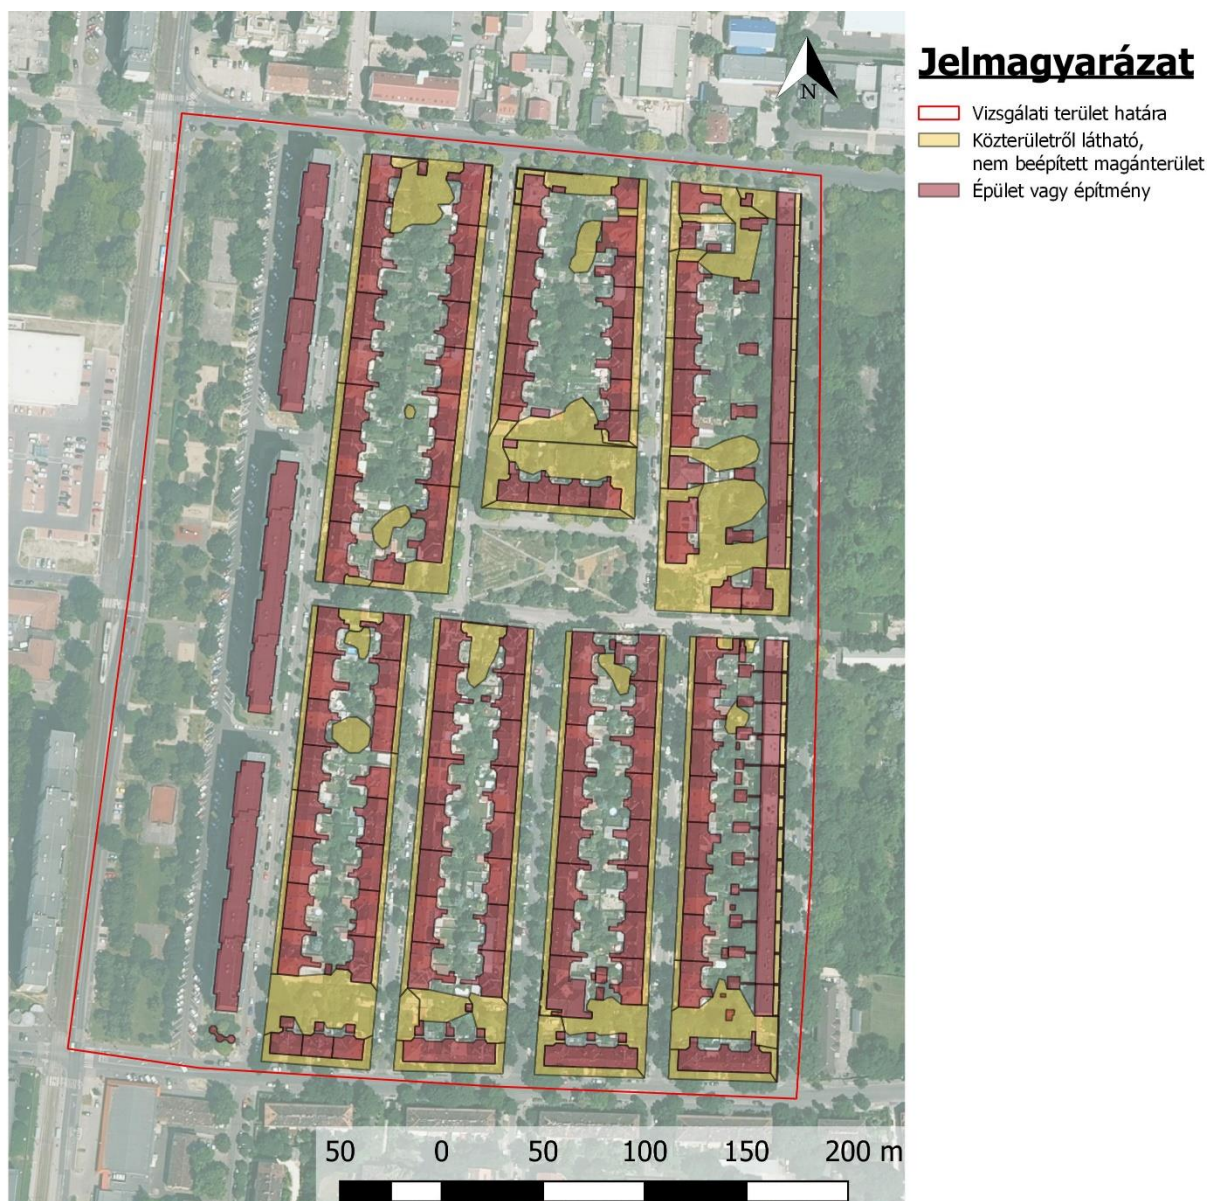 Jelmagyarázat
Vizsgálati terület határa
Közterületről látható,
nem beépített magánterület
Épület vagy építmény
N
50 0 50 100 150 200 m